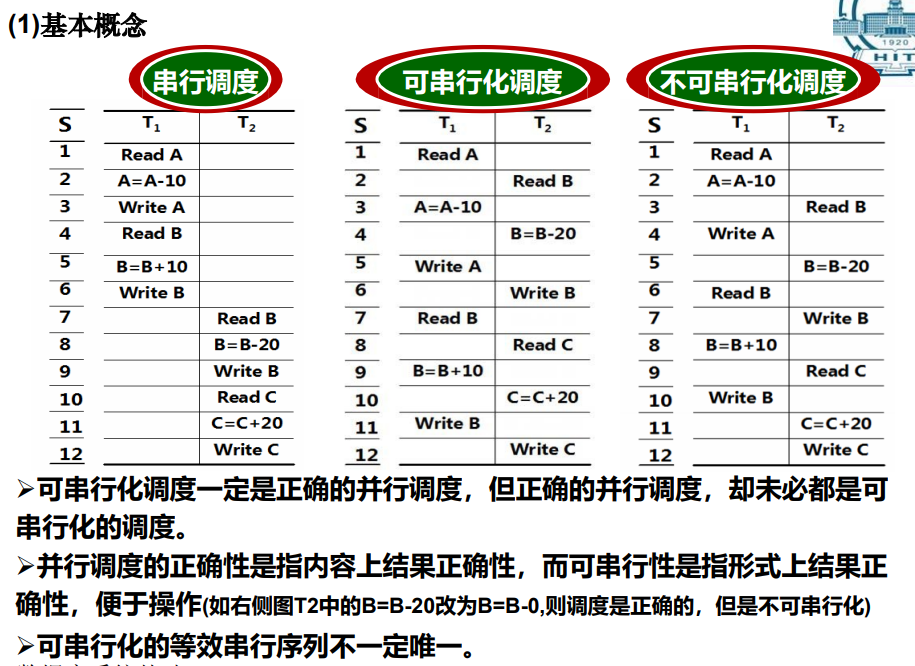 (1)基本概念
1920
HIT
串行调度 可串行化调度 不可串行化调度
S T1 T2 S T1 T2 S T1 T2
1 Read A 1 Read A 1 Read A
2 A=A-10 2 Read B 2 A=A-10
3 Write A 3 A=A-10 3 Read B
4 Read B 4 B=B-20 4 Write A
5 B=B+10 5 Write A 5 B=B-20
6 Write B 6 Write B 6 Read B
7 Read B 7 Read B 7 Write B
8 B=B-20 8 Read C 8 B=B+10
9 Write B 9 B=B+10 9 Read C
10 Read C 10 C=C+20 10 Write B
11 C=C+20 11 Write B 11 C=C+20
12 Write C 12 Write C 12 Write C
➢可串行化调度一定是正确的并行调度，但正确的并行调度，却未必都是可
串行化的调度。
➢并行调度的正确性是指内容上结果正确性，而可串行性是指形式上结果正
确性，便于操作(如右侧图T2中的B=B-20改为B=B-0,则调度是正确的，但是不可串行化)
➢可串行化的等效串行序列不一定唯一。